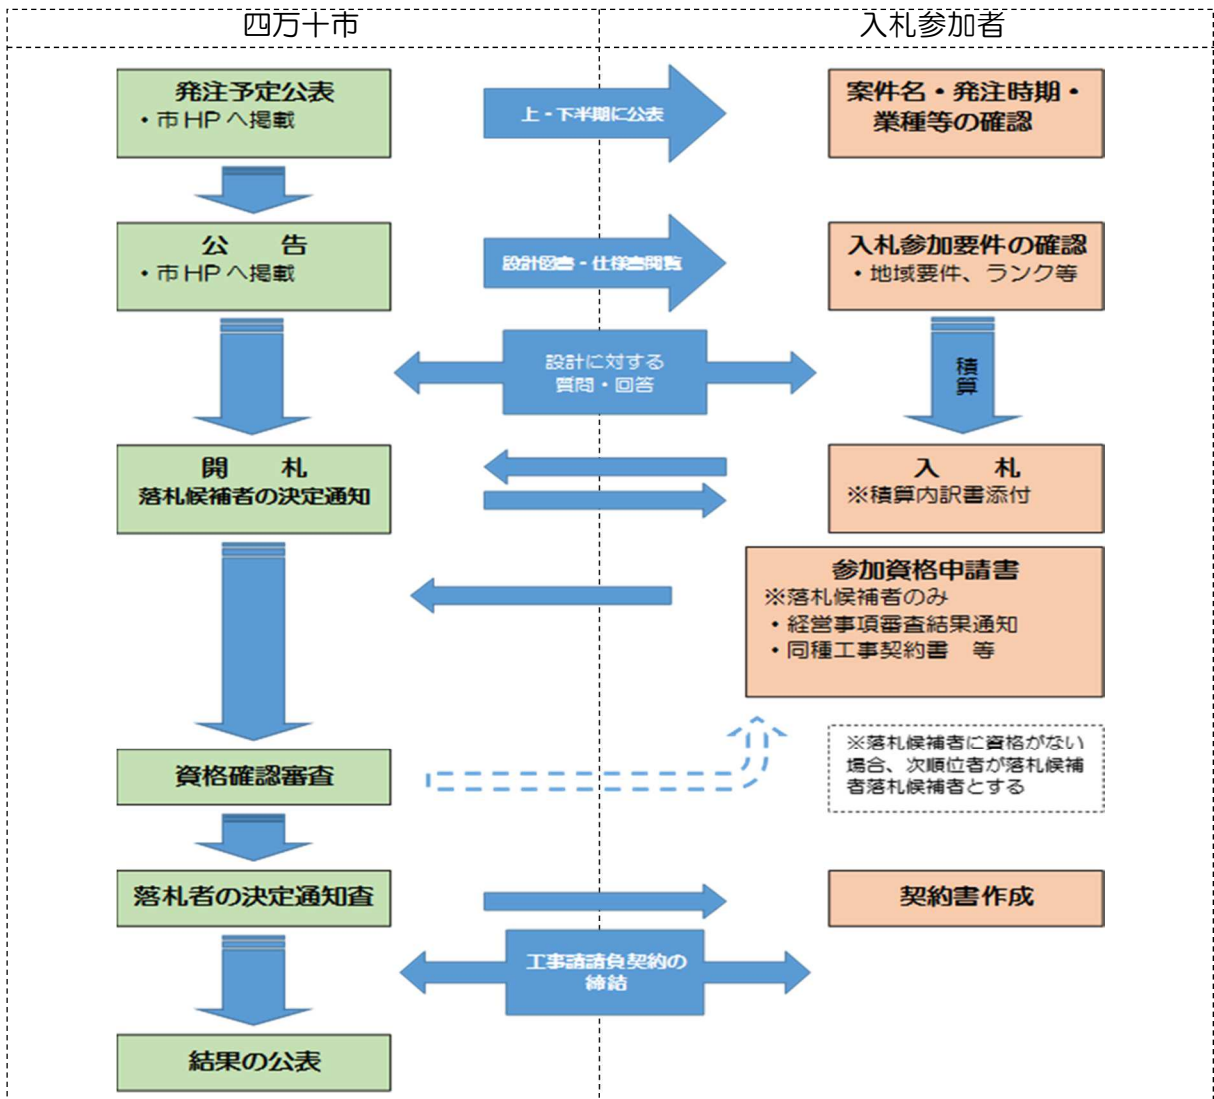 四万十市
入札参加者
発注予定公表
・市HPへ掲載
上・下半期に公表
案件名・発注時期・
業種等の確認
公　告
・市HPへ掲載
設計図書・仕様書閲覧
入札参加要件の確認
・地域要件、ランク等
設計に対する
質問・回答
積
算
開　札
落札候補者の決定通知
入　札
※積算内訳書添付
参加資格申請書
※落札候補者のみ
・経営事項審査結果通知
・同種工事契約書　等
資格確認審査
※落札候補者に資格がない
場合、次順位者が落札候補
者落札候補者とする
落札者の決定通知査
契約書作成
工事請請負契約の
締結
結果の公表